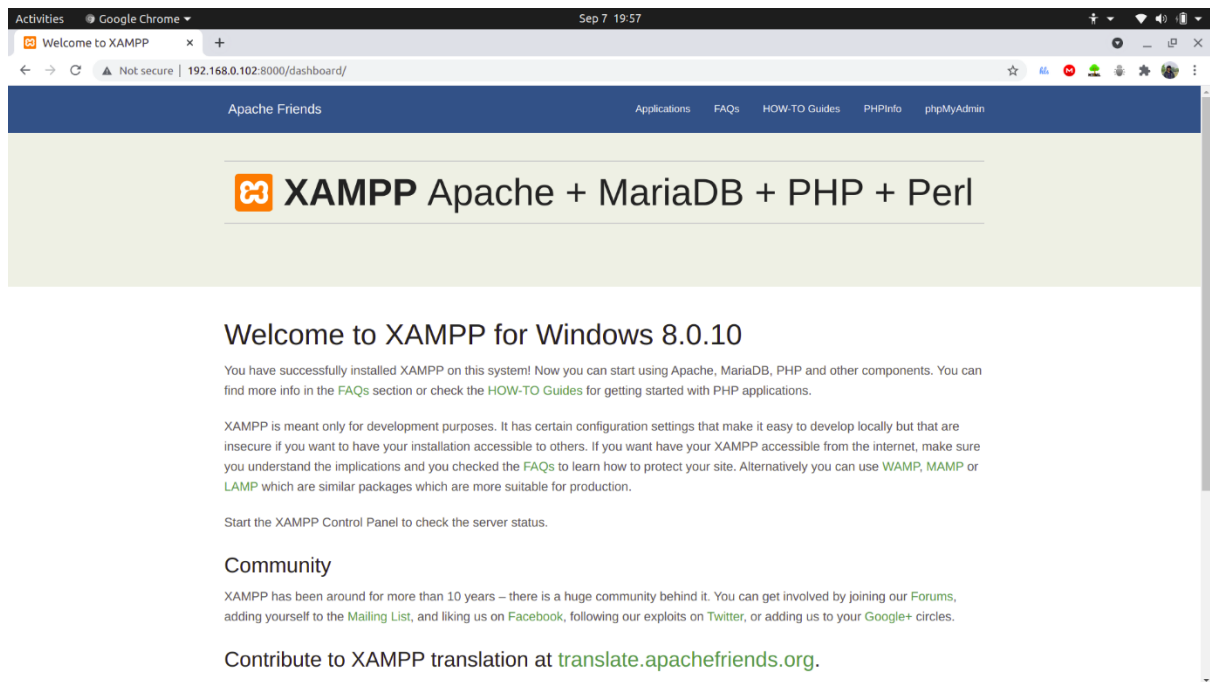 Activities Google Chrome Sep 7 19:57
Welcome to XAMPP
Not secure | 192.168.0.102:8000/dashboard/
Apache Friends Applications FAQs HOW-TO Guides PHPInfo phpMyAdmin
XAMPP Apache + MariaDB + PHP + Perl
Welcome to XAMPP for Windows 8.0.10
You have successfully installed XAMPP on this system! Now you can start using Apache, MariaDB, PHP and other components. You can
find more info in the FAQs section or check the HOW-TO Guides for getting started with PHP applications.
XAMPP is meant only for development purposes. It has certain configuration settings that make it easy to develop locally but that are
insecure if you want to have your installation accessible to others. If you want have your XAMPP accessible from the internet, make sure
you understand the implications and you checked the FAQs to learn how to protect your site. Alternatively you can use WAMP, MAMP or
LAMP which are similar packages which are more suitable for production.
Start the XAMPP Control Panel to check the server status.
Community
XAMPP has been around for more than 10 years – there is a huge community behind it. You can get involved by joining our Forums,
adding yourself to the Mailing List, and liking us on Facebook, following our exploits on Twitter, or adding us to your Google+ circles.
Contribute to XAMPP translation at translate.apachefriends.org.